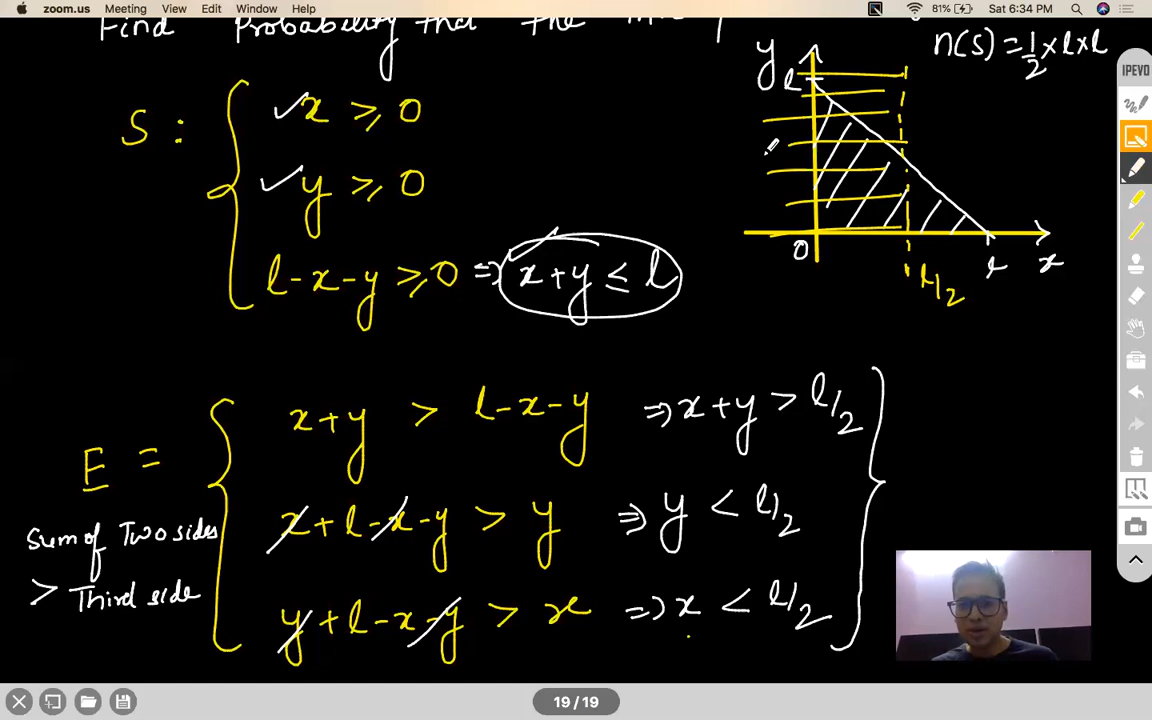 zoom.us Meeting View Edit Window Help 81% Sat 6:34 PM
Find Probability that the
n(S) = 1/2 × l × l
IPEVO
y
l
S :
x ≥ 0
y ≥ 0
l - x - y ≥ 0 ⇒ x + y ≤ l
0
l/2
l
x
E =
x + y > l - x - y ⇒ x + y > l/2
x + l - x - y > y ⇒ y < l/2
y + l - x - y > x ⇒ x < l/2
Sum of Two sides
> Third side
19 / 19